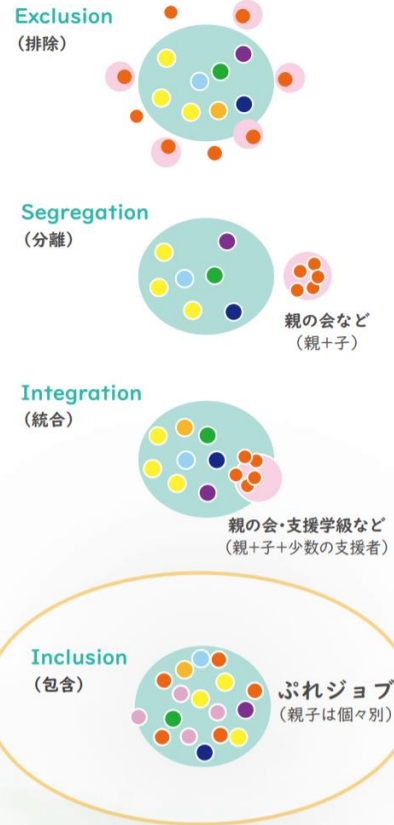 Exclusion
（排除）
Segregation
（分離）
親の会など
（親+子）
Integration
（統合）
親の会・支援学級など
（親+子+少数の支援者）
Inclusion
（包含）
ぷれジョブ
（親子は個々別）